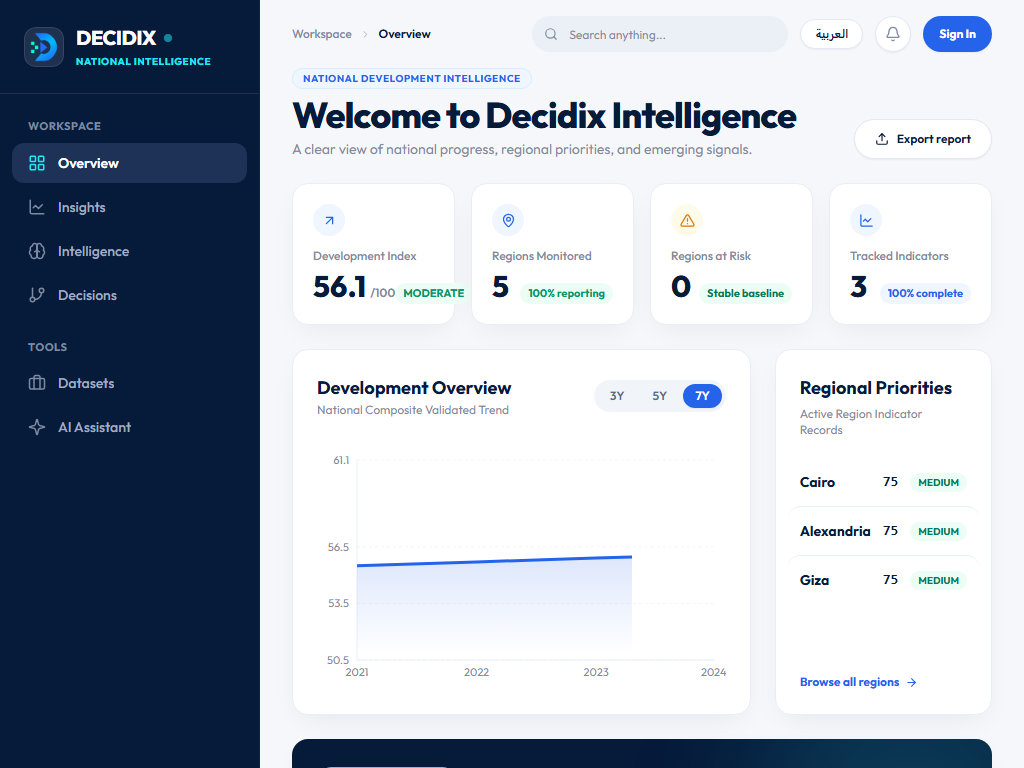 DECIDIX
NATIONAL INTELLIGENCE
WORKSPACE
Overview
Insights
Intelligence
Decisions
TOOLS
Datasets
AI Assistant
Workspace > Overview
Search anything...
العربية
Sign In
NATIONAL DEVELOPMENT INTELLIGENCE
Welcome to Decidix Intelligence
A clear view of national progress, regional priorities, and emerging signals.
Export report
Development Index
56.1 /100 MODERATE
Regions Monitored
5 100% reporting
Regions at Risk
0 Stable baseline
Tracked Indicators
3 100% complete
Development Overview
National Composite Validated Trend
3Y 5Y 7Y
61.1
56.5
53.5
50.5
2021 2022 2023 2024
Regional Priorities
Active Region Indicator
Records
Cairo 75 MEDIUM
Alexandria 75 MEDIUM
Giza 75 MEDIUM
Browse all regions →